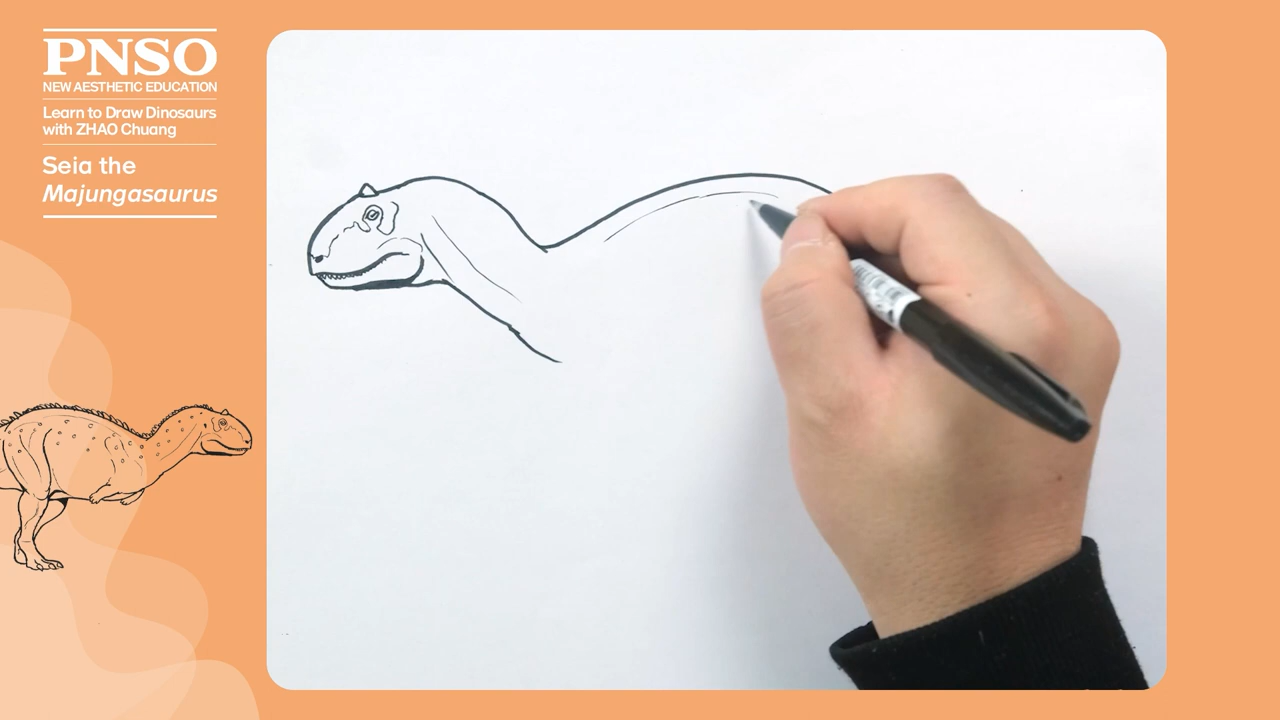 PNSO
NEW AESTHETIC EDUCATION
Learn to Draw Dinosaurs
with ZHAO Chuang
Seia the
Majungasaurus